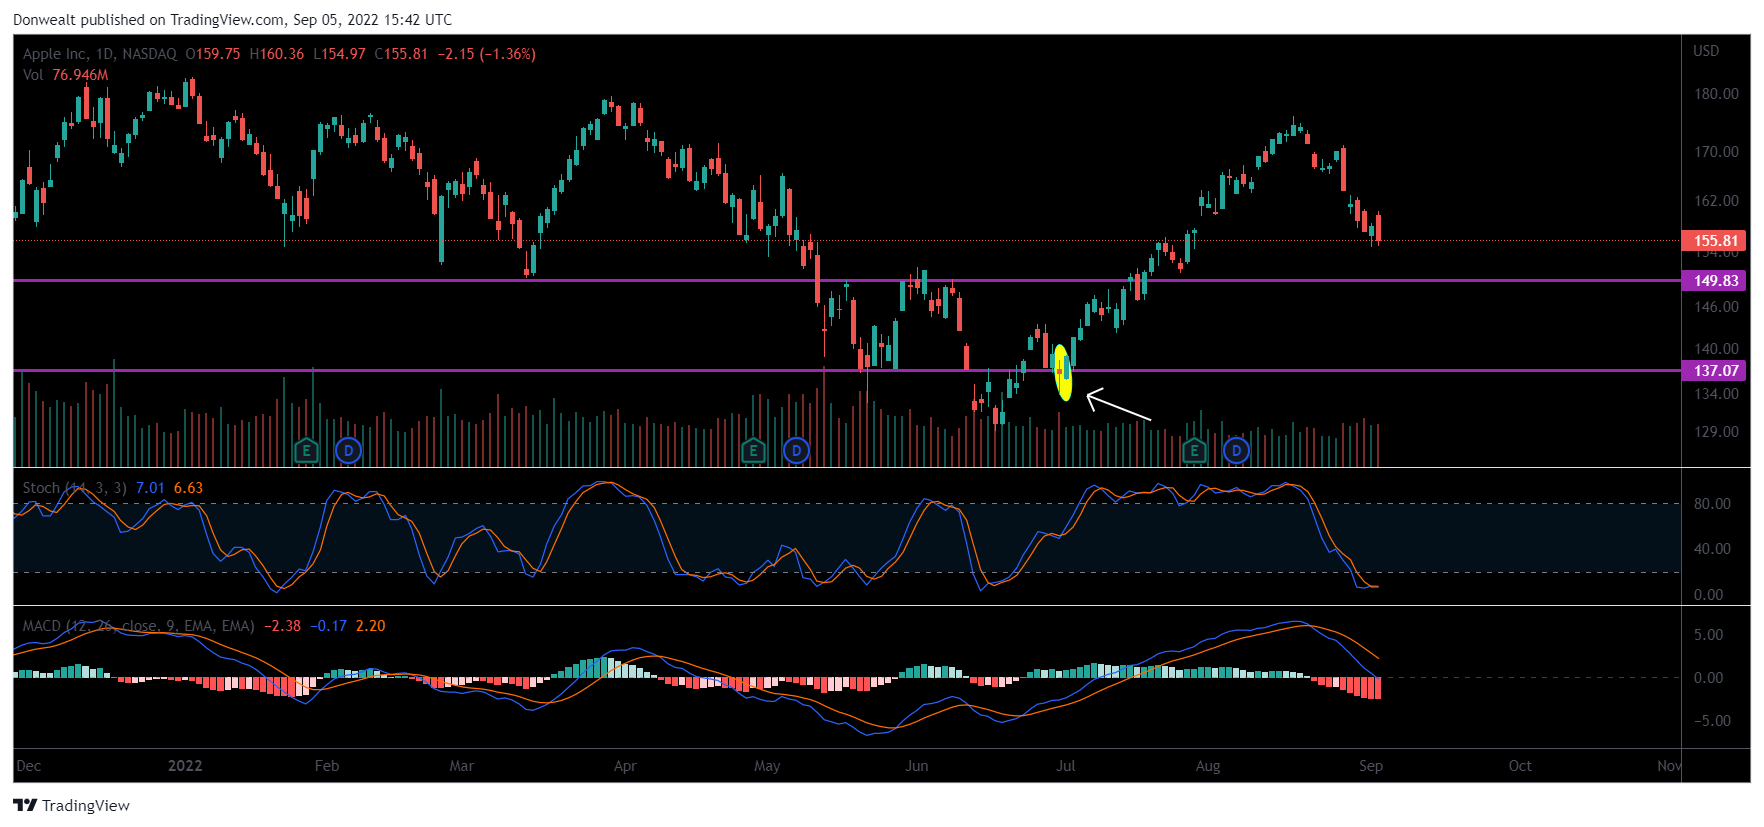 Donwealt published on TradingView.com, Sep 05, 2022 15:42 UTC
Apple Inc, 1D, NASDAQ O159.75 H160.36 L154.97 C155.81 −2.15 (−1.36%)
Vol 76.946M
USD
180.00
170.00
162.00
155.81
154.00
149.83
146.00
140.00
137.07
134.00
129.00
E D E D E D
Stoch (14, 3, 3) 7.01 6.63
80.00
40.00
0.00
MACD (12, 26, close, 9, EMA, EMA) −2.38 −0.17 2.20
5.00
0.00
−5.00
Dec 2022 Feb Mar Apr May Jun Jul Aug Sep Oct Nov
TradingView